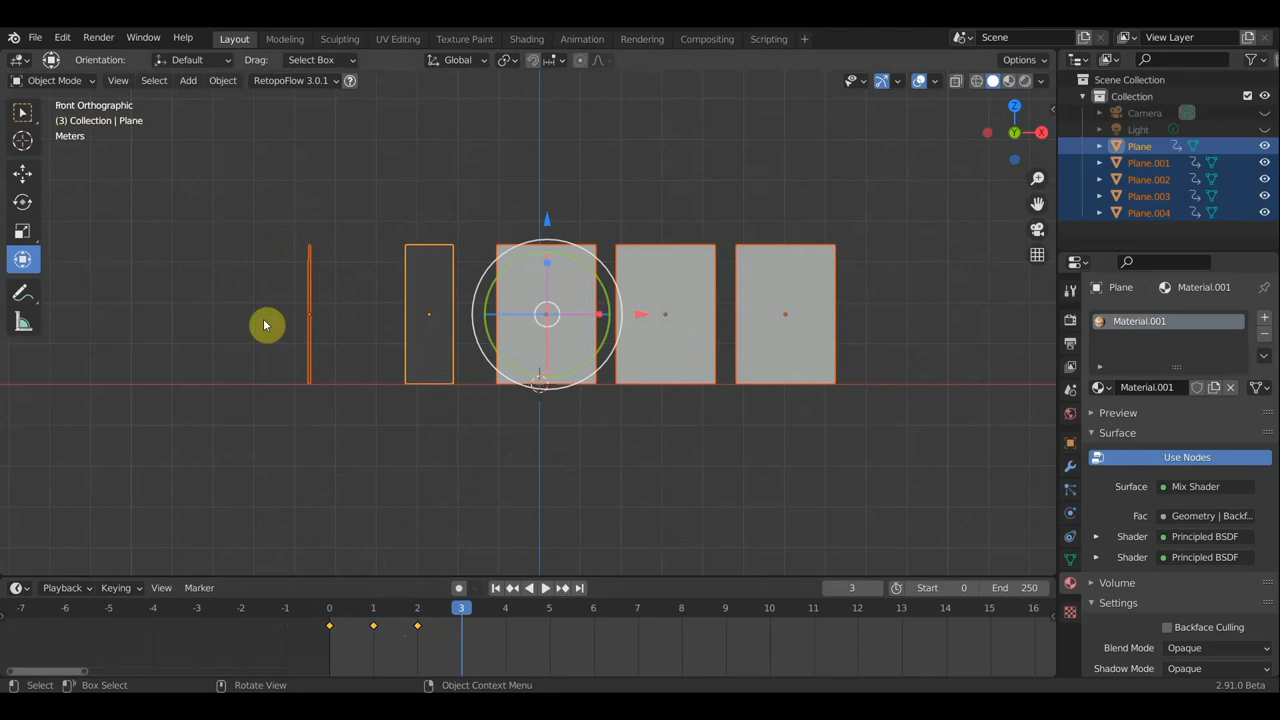 File Edit Render Window Help Layout Modeling Sculpting UV Editing Texture Paint Shading Animation Rendering Compositing Scripting Scene View Layer
Orientation: Default Drag: Select Box Global Options
Object Mode View Select Add Object RetopoFlow 3.0.1
Front Orthographic
(3) Collection | Plane
Meters
Z
Y
X
Scene Collection
Collection
Camera
Light
Plane
Plane.001
Plane.002
Plane.003
Plane.004
Plane Material.001
Material.001
Material.001
Preview
Surface
Use Nodes
Surface Mix Shader
Fac Geometry | Backf...
Shader Principled BSDF
Shader Principled BSDF
Volume
Settings
Backface Culling
Blend Mode Opaque
Shadow Mode Opaque
Playback Keying View Marker 3 Start 0 End 250
-7 -6 -5 -4 -3 -2 -1 0 1 2 3 4 5 6 7 8 9 10 11 12 13 14 15 16
Select Box Select Rotate View Object Context Menu 2.91.0 Beta